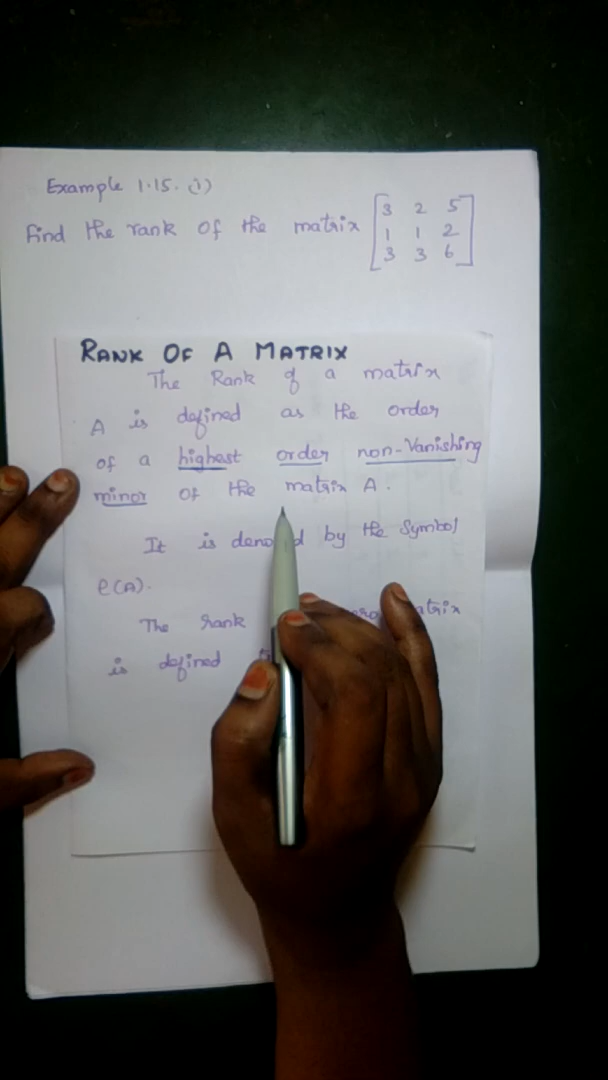 Example 1.15. (i)
Find the rank of the matrix [3 2 5
1 1 2
3 3 6]
RANK OF A MATRIX
The Rank of a matrix
A is defined as the order
of a highest order non-Vanishing
minor of the matrix A.
It is by the Symbol
ρ(A).
The rank
is defined